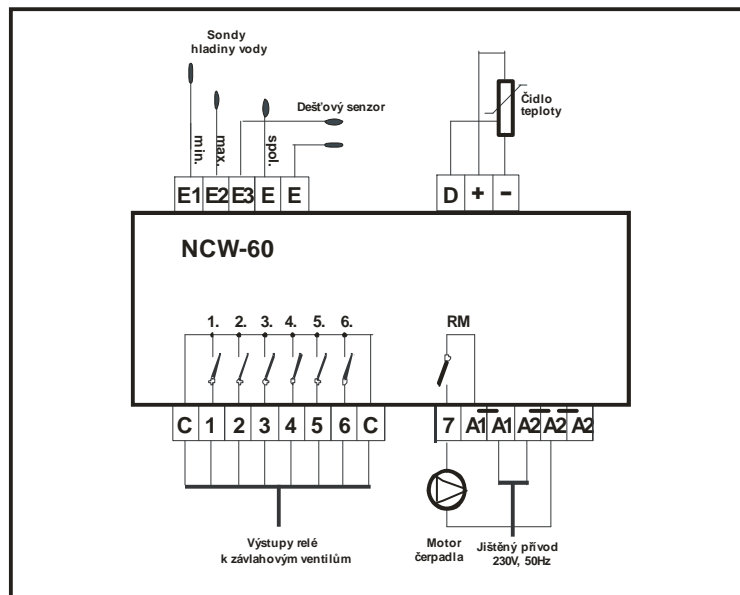 Sondy
hladiny vody
Dešťový senzor
Čidlo
teploty
min.
max.
spol.
E1 E2 E3 E E
D + -
NCW-60
1. 2. 3. 4. 5. 6.
RM
C 1 2 3 4 5 6 C
7 A1 A1 A2 A2 A2
Výstupy relé
k závlahovým ventilům
Motor
čerpadla
Jištěný přívod
230V, 50Hz